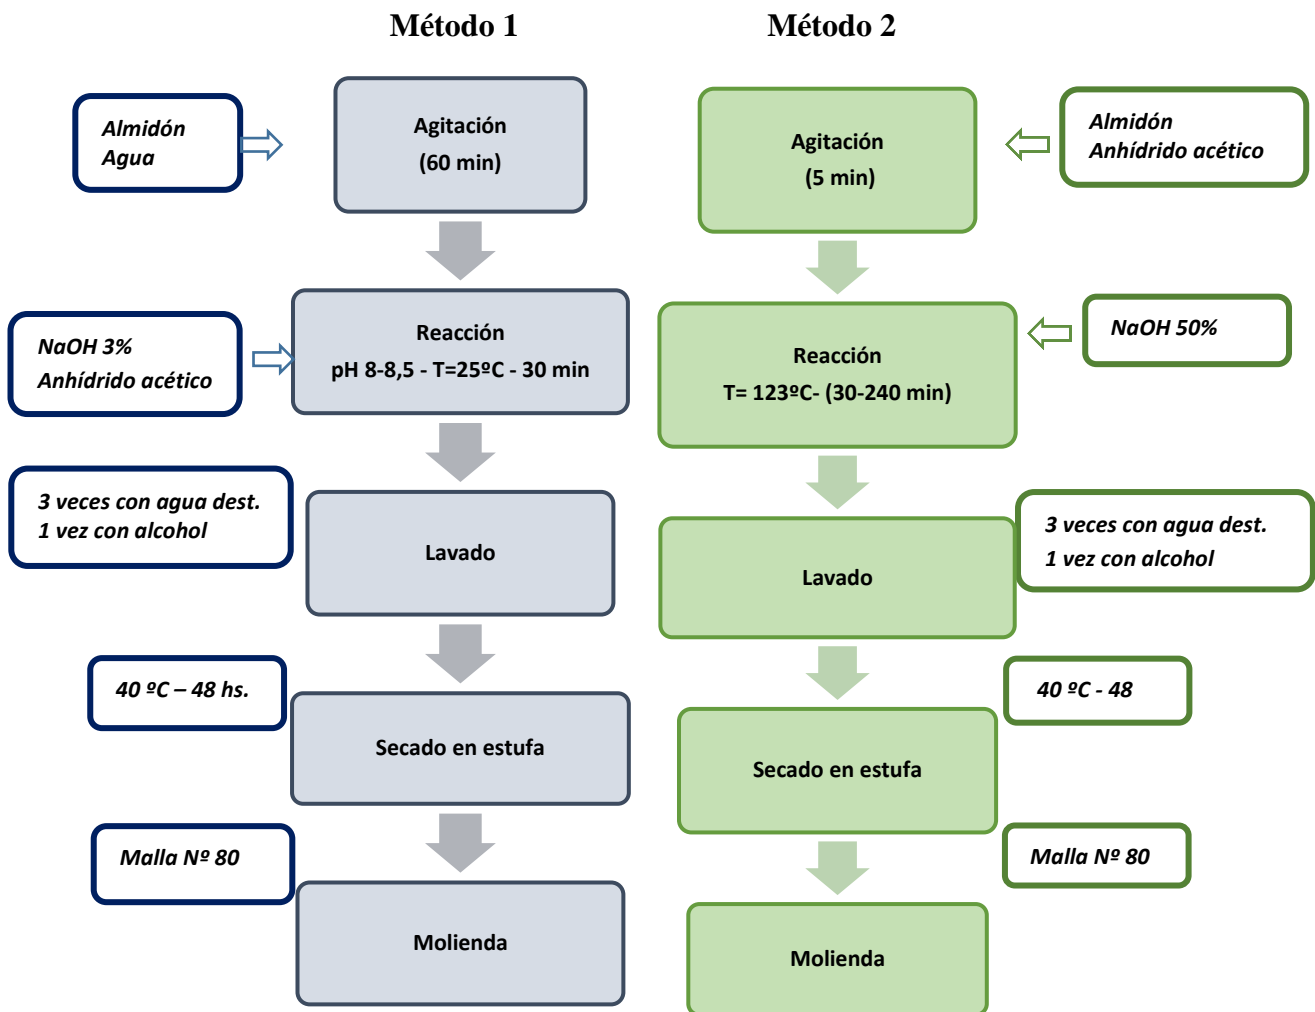 Método 1
Almidón
Agua
Agitación
(60 min)
NaOH 3%
Anhídrido acético
Reacción
pH 8-8,5 - T=25ºC - 30 min
3 veces con agua dest.
1 vez con alcohol
Lavado
40 ºC – 48 hs.
Secado en estufa
Malla Nº 80
Molienda
Método 2
Agitación
(5 min)
Almidón
Anhídrido acético
Reacción
T= 123ºC- (30-240 min)
NaOH 50%
Lavado
3 veces con agua dest.
1 vez con alcohol
Secado en estufa
40 ºC - 48
Malla Nº 80
Molienda